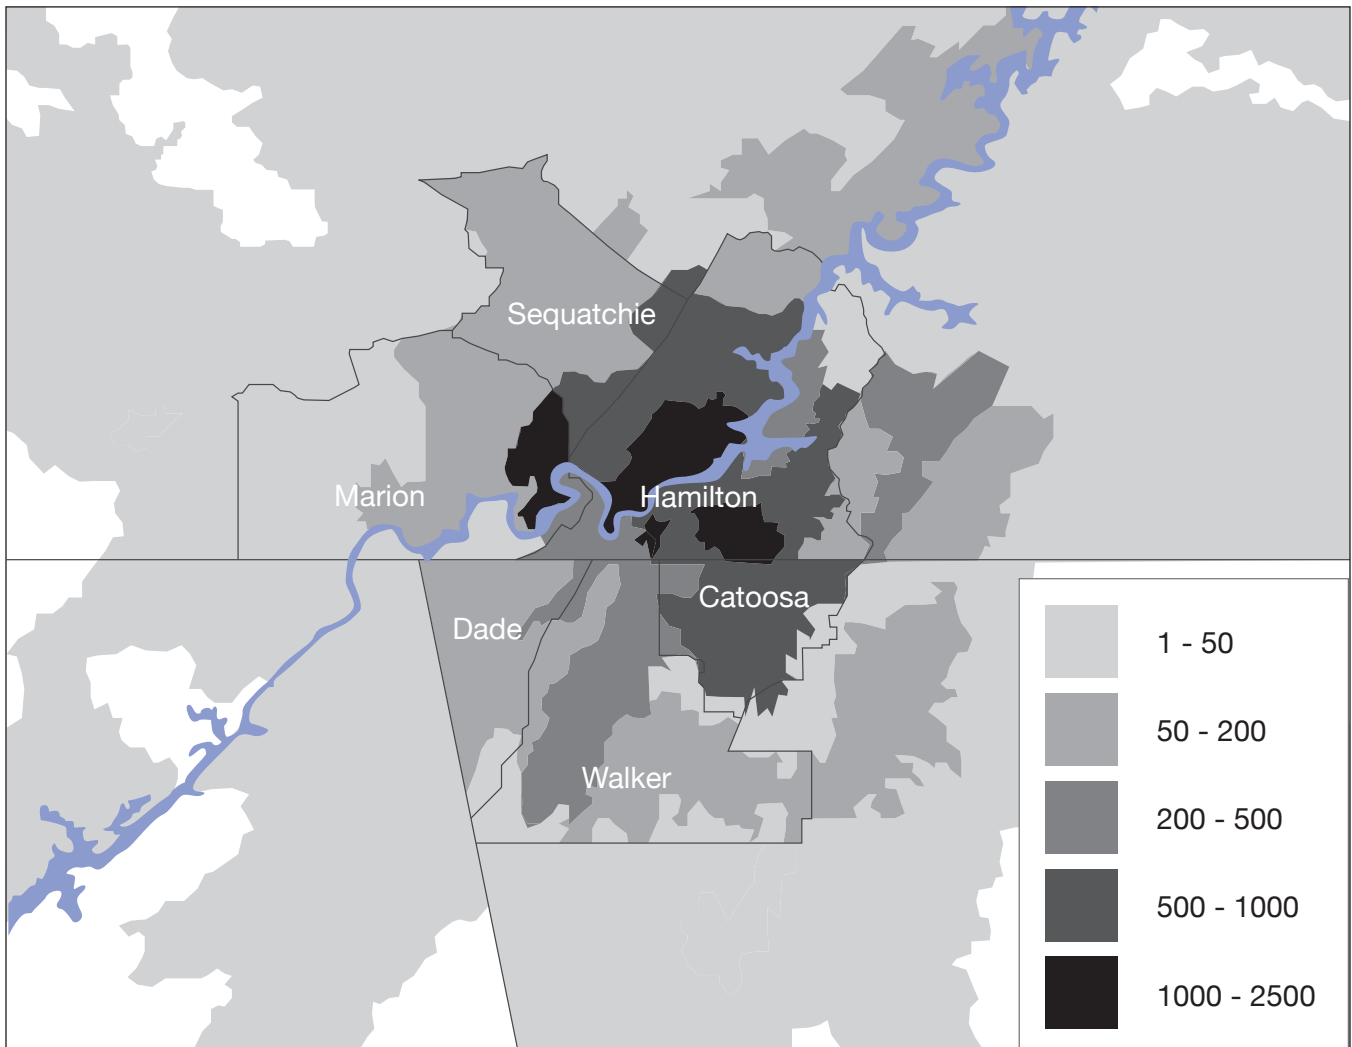 Sequatchie
Marion
Hamilton
Catoosa
Dade
Walker
1 - 50
50 - 200
200 - 500
500 - 1000
1000 - 2500